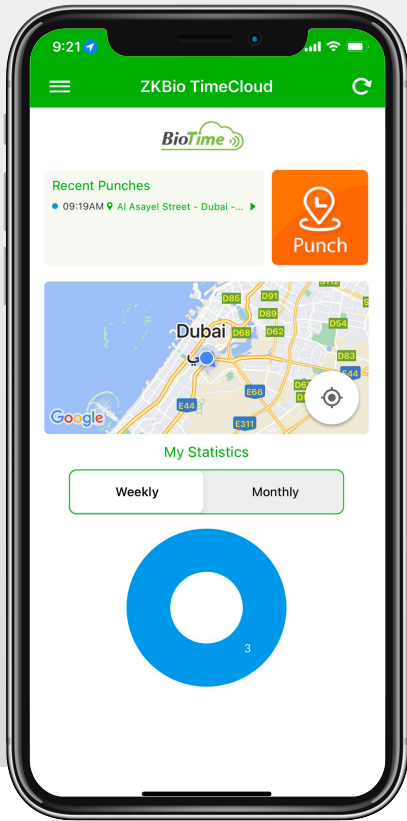 9:21
ZKBio TimeCloud
BioTime
Recent Punches
09:19AM Al Asayel Street - Dubai -...
Punch
D85
D91
D89
Dubai
D68
D62
D54
D83
E44
E66
E44
E311
Google
My Statistics
Weekly
Monthly
3